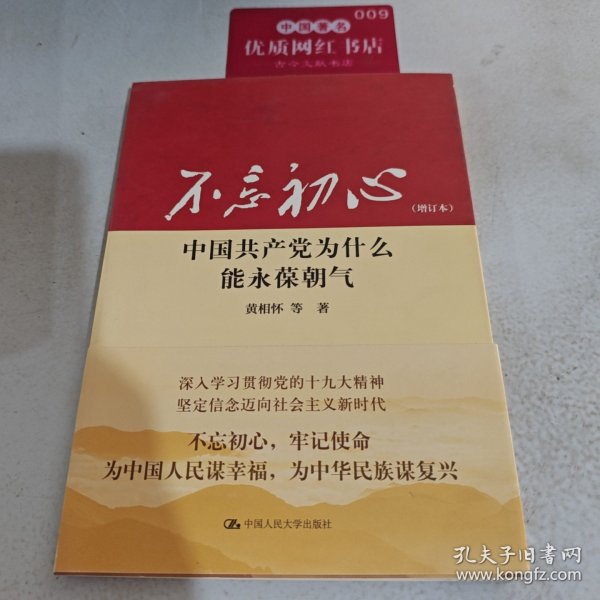 009
中国著名
优质网红书店
古今文献书店
不忘初心
（增订本）
中国共产党为什么
能永葆朝气
黄相怀 等 著
深入学习贯彻党的十九大精神
坚定信念迈向社会主义新时代
不忘初心，牢记使命
为中国人民谋幸福，为中华民族谋复兴
中国人民大学出版社
孔夫子旧书网
www.kongfz.com